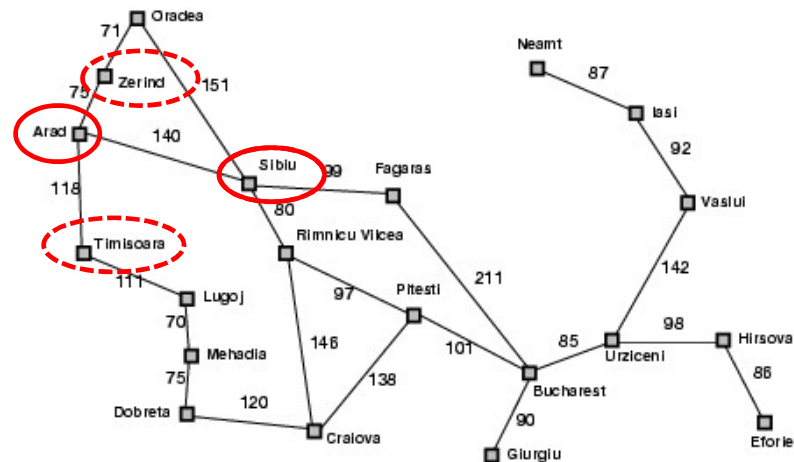 Oradea
71
Neamt
Zerind
87
75
151
Iasi
Arad
140
92
Sibiu
99
Fagaras
118
80
Vaslui
Timisoara
Rimnicu Vilcea
142
111
211
Lugoj
97
Pitesti
70
98
Hirsova
146
85
Mehadia
101
Urziceni
138
86
75
Bucharest
120
Dobreta
90
Craiova
Eforie
Giurgiu